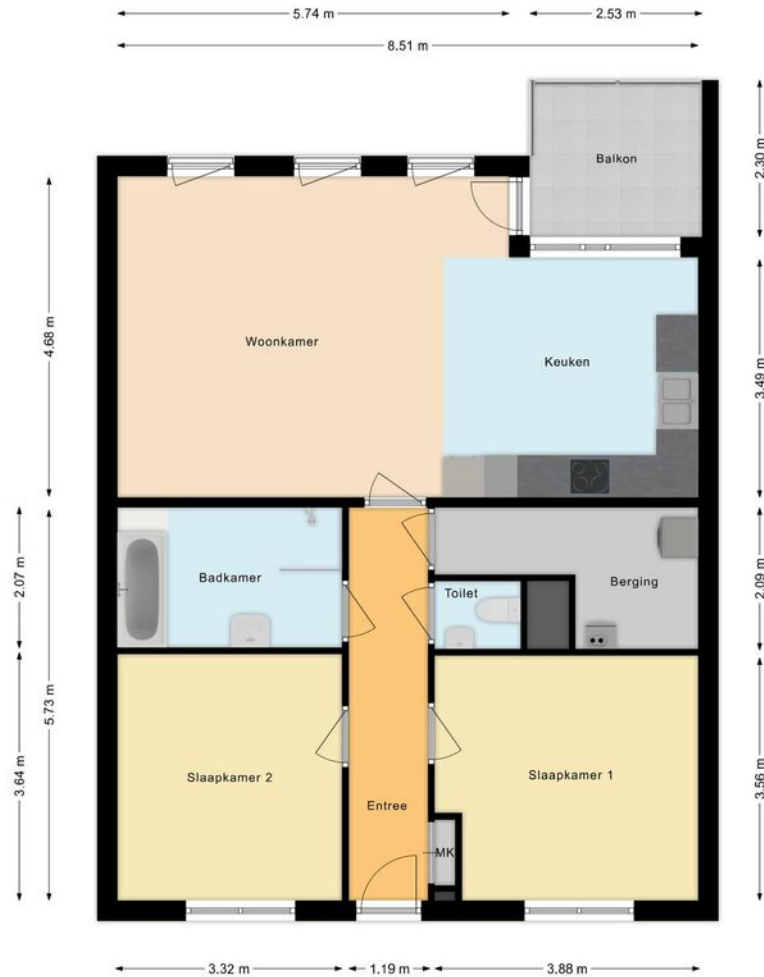 5.74 m
2.53 m
8.51 m
Balkon
2.30 m
4.68 m
Woonkamer
Keuken
3.49 m
2.07 m
Badkamer
Toilet
Berging
2.09 m
5.73 m
3.64 m
Slaapkamer 2
Entree
Slaapkamer 1
3.56 m
MK
3.32 m
1.19 m
3.88 m